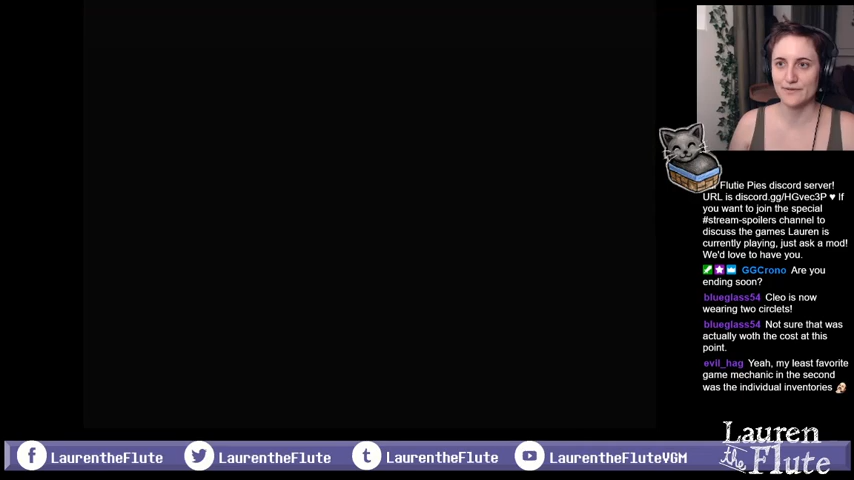 Flutie Pies discord server!
URL is discord.gg/HGvec3P ♥ If
you want to join the special
#stream-spoilers channel to
discuss the games Lauren is
currently playing, just ask a mod!
We'd love to have you.
GGCrono Are you
ending soon?
blueglass54 Cleo is now
wearing two circlets!
blueglass54 Not sure that was
actually woth the cost at this
point.
evil_hag Yeah, my least favorite
game mechanic in the second
was the individual inventories
LaurentheFlute
LaurentheFlute
LaurentheFlute
LaurentheFluteVGM
Lauren
the Flute